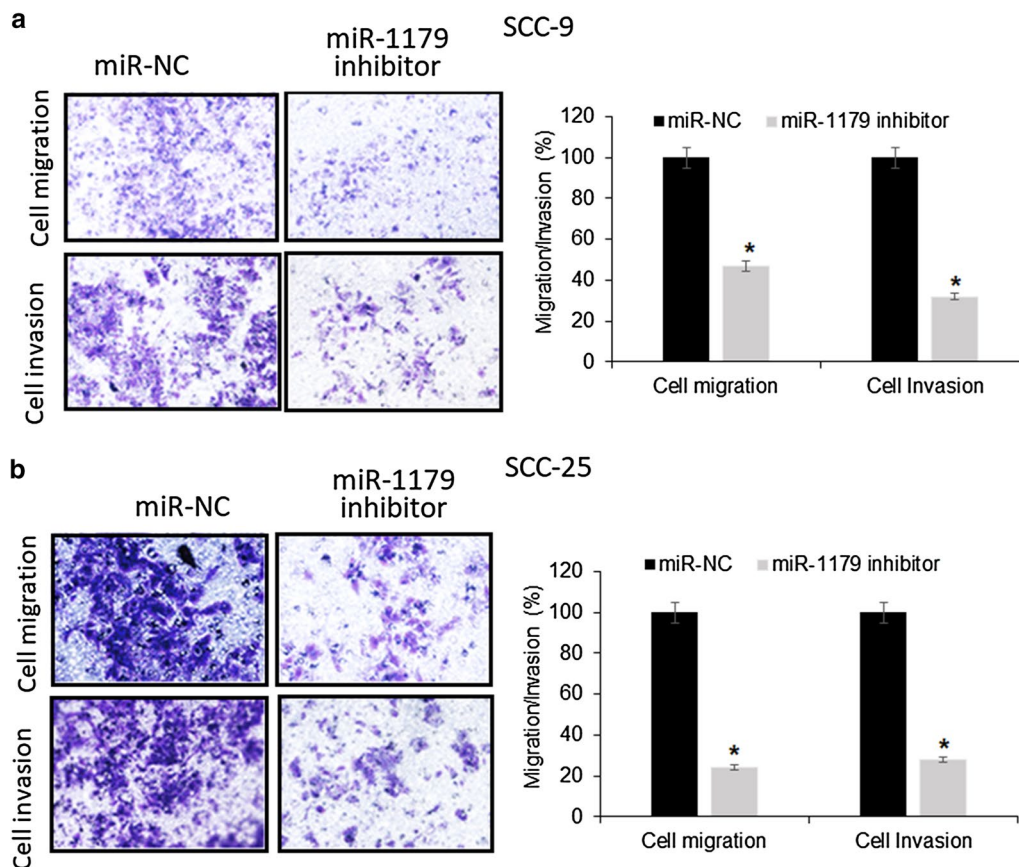 a
SCC-9
miR-NC
miR-1179
inhibitor
Cell migration
Cell invasion
miR-NC
miR-1179 inhibitor
Migration/Invasion (%)
120
100
80
60
40
20
0
*
*
Cell migration
Cell Invasion
b
SCC-25
miR-NC
miR-1179
inhibitor
Cell migration
Cell invasion
miR-NC
miR-1179 inhibitor
Migration/Invasion (%)
120
100
80
60
40
20
0
*
*
Cell migration
Cell Invasion